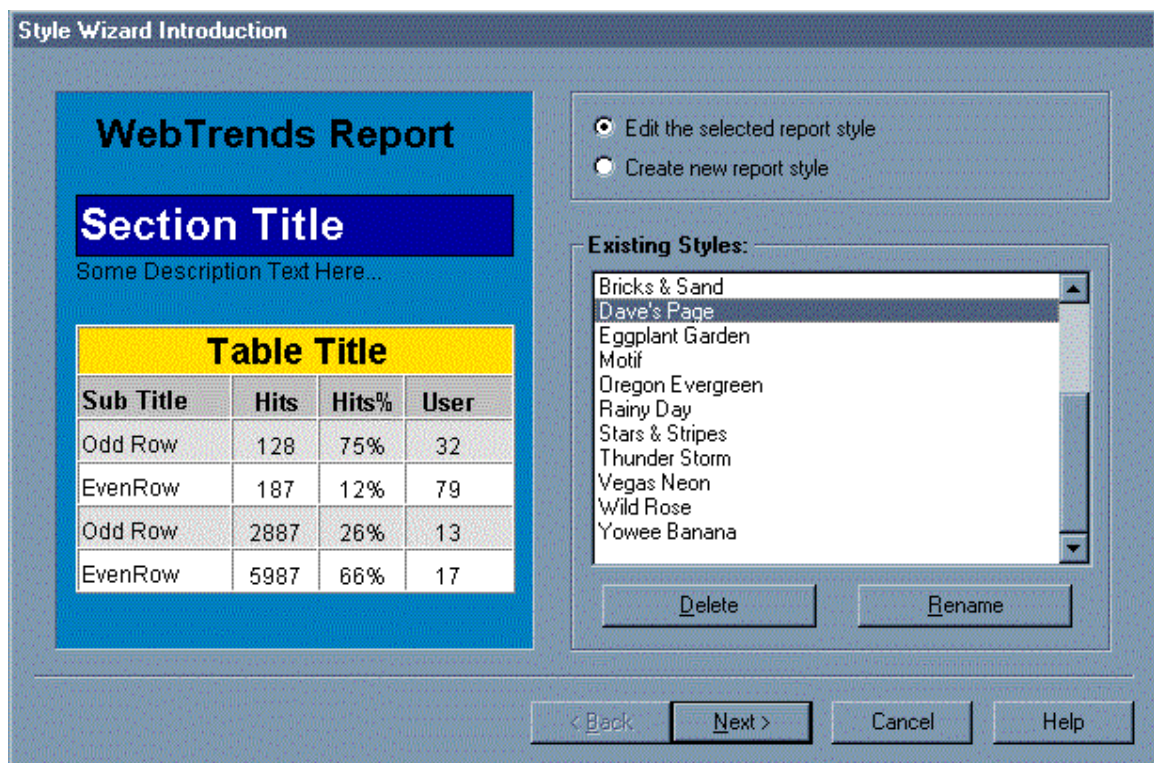 Style Wizard Introduction
WebTrends Report
Section Title
Some Description Text Here...
Table Title
Sub Title Hits Hits% User
Odd Row 128 75% 32
EvenRow 187 12% 79
Odd Row 2887 26% 13
EvenRow 5987 66% 17
Edit the selected report style
Create new report style
Existing Styles:
Bricks & Sand
Dave's Page
Eggplant Garden
Motif
Oregon Evergreen
Rainy Day
Stars & Stripes
Thunder Storm
Vegas Neon
Wild Rose
Yowee Banana
Delete Rename
< Back Next > Cancel Help